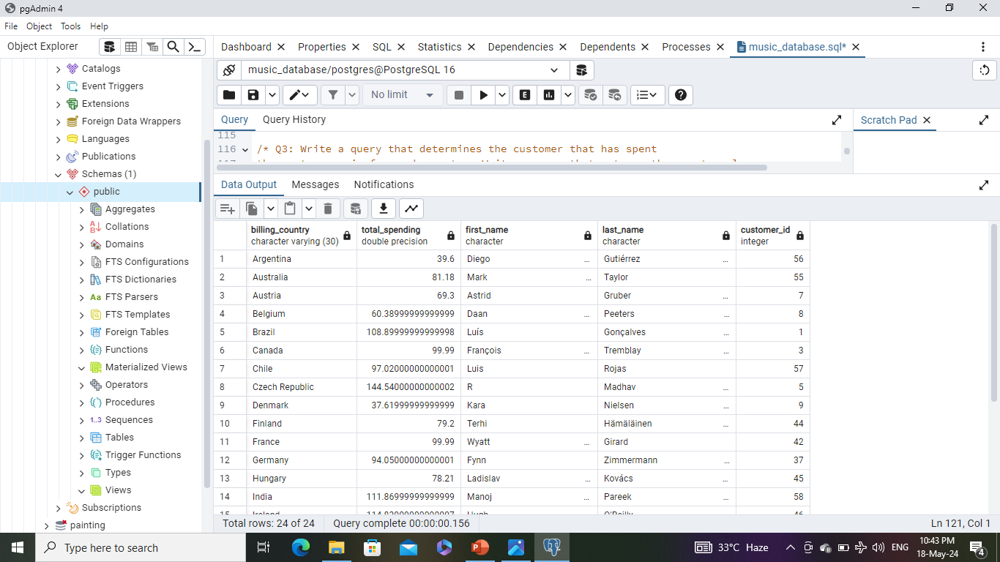 pgAdmin 4
File Object Tools Help
Object Explorer
Dashboard Properties SQL Statistics Dependencies Dependents Processes music_database.sql*
music_database/postgres@PostgreSQL 16
No limit
Query Query History
Scratch Pad
115
116 /* Q3: Write a query that determines the customer that has spent
Data Output Messages Notifications
billing_country total_spending first_name last_name customer_id
character varying (30) double precision character character integer
1 Argentina 39.6 Diego ... Gutiérrez ... 56
2 Australia 81.18 Mark ... Taylor ... 55
3 Austria 69.3 Astrid Gruber ... 7
4 Belgium 60.38999999999999 Daan ... Peeters ... 8
5 Brazil 108.89999999999998 Luís ... Gonçalves ... 1
6 Canada 99.99 François ... Tremblay ... 3
7 Chile 97.02000000000001 Luis Rojas ... 57
8 Czech Republic 144.54000000000002 R Madhav ... 5
9 Denmark 37.61999999999999 Kara Nielsen ... 9
10 Finland 79.2 Terhi Hämäläinen ... 44
11 France 99.99 Wyatt ... Girard ... 42
12 Germany 94.05000000000001 Fynn Zimmermann ... 37
13 Hungary 78.21 Ladislav ... Kovács ... 45
14 India 111.86999999999999 Manoj ... Pareek ... 58
Total rows: 24 of 24 Query complete 00:00:00.156 Ln 121, Col 1
Catalogs
Event Triggers
Extensions
Foreign Data Wrappers
Languages
Publications
Schemas (1)
public
Aggregates
Collations
Domains
FTS Configurations
FTS Dictionaries
Aa FTS Parsers
FTS Templates
Foreign Tables
Functions
Materialized Views
Operators
Procedures
1..3 Sequences
Tables
Trigger Functions
Types
Views
Subscriptions
painting
Type here to search
33°C Haze
ENG
10:43 PM
18-May-24
4